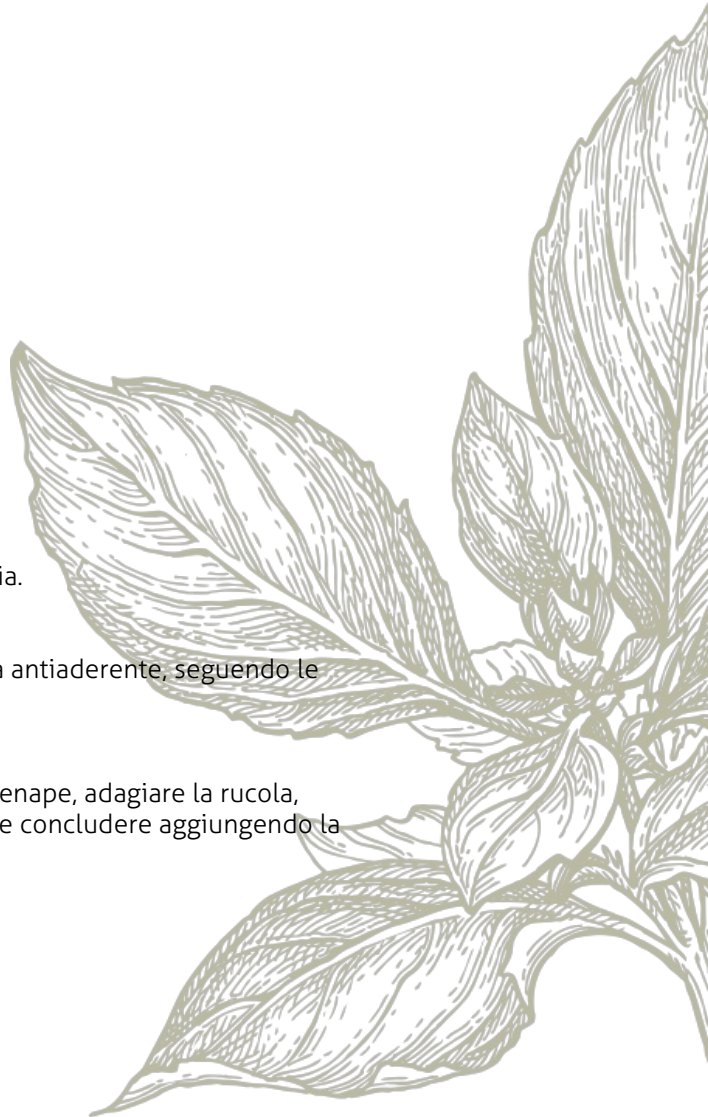 ia.
a antiaderente, seguendo le
enape, adagiare la rucola,
e concludere aggiungendo la